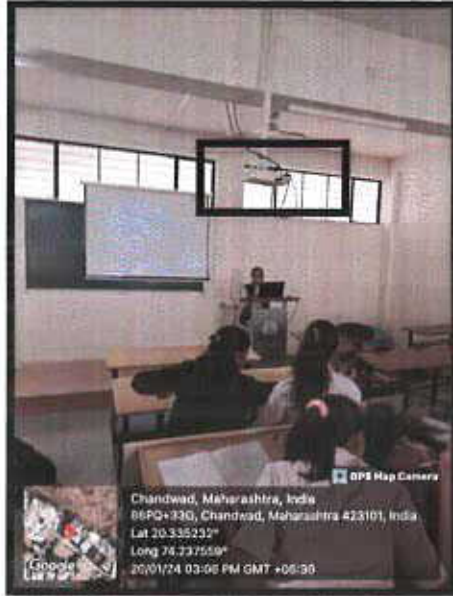 GPS Map Camera
Chandwad, Maharashtra, India
86PQ+33G, Chandwad, Maharashtra 423101, India
Lat 20.335232°
Long 74.237559°
20/01/24 03:06 PM GMT +05:30
Google